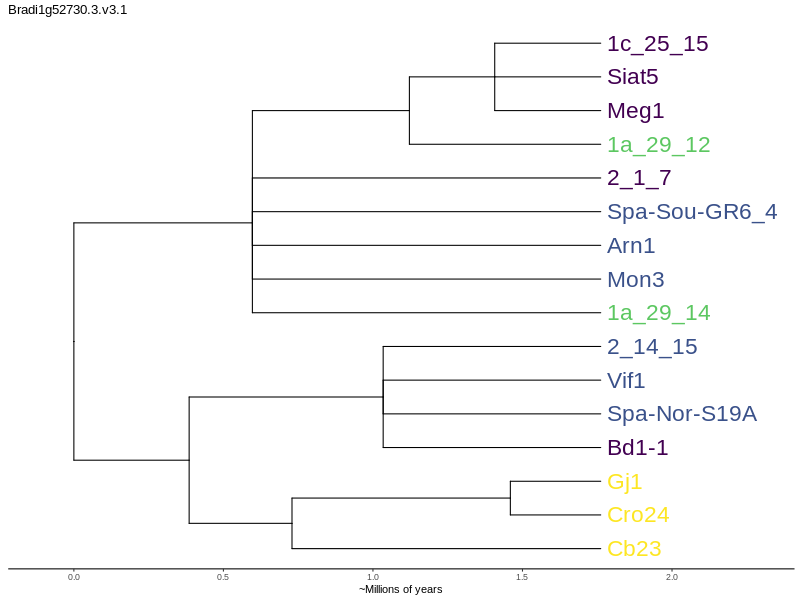 Bradi1g52730.3.v3.1
1c_25_15
Siat5
Meg1
1a_29_12
2_1_7
Spa-Sou-GR6_4
Arn1
Mon3
1a_29_14
2_14_15
Vif1
Spa-Nor-S19A
Bd1-1
Gj1
Cro24
Cb23
0.0 0.5 1.0 1.5 2.0
~Millions of years